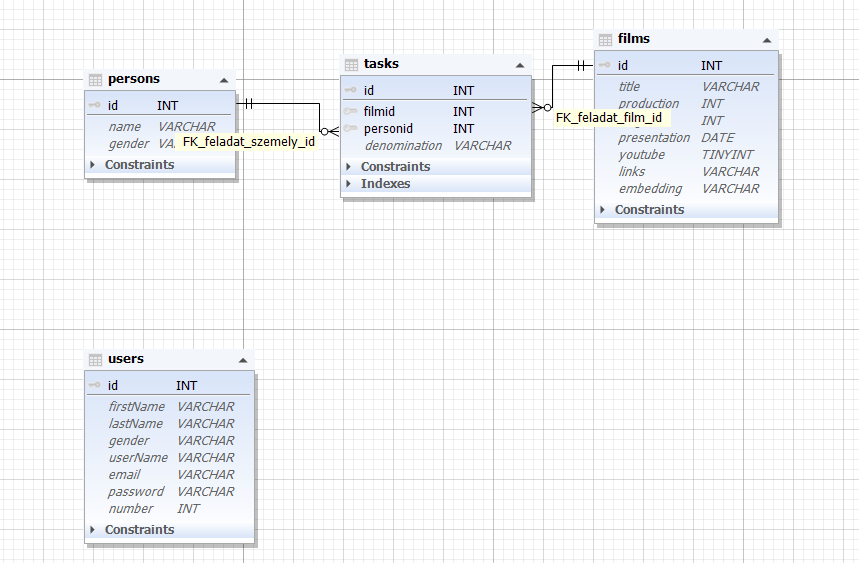 persons
id INT
name VARCHAR
gender VA
FK_feladat_szemely_id
Constraints
tasks
id INT
filmid INT
personid INT
denomination VARCHAR
Constraints
Indexes
FK_feladat_film_id
films
id INT
title VARCHAR
production INT
INT
presentation DATE
youtube TINYINT
links VARCHAR
embedding VARCHAR
Constraints
users
id INT
firstName VARCHAR
lastName VARCHAR
gender VARCHAR
userName VARCHAR
email VARCHAR
password VARCHAR
number INT
Constraints